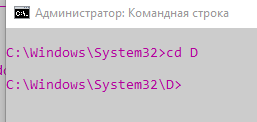 Администратор: Командная строка
C:\Windows\System32>cd D
C:\Windows\System32\D>